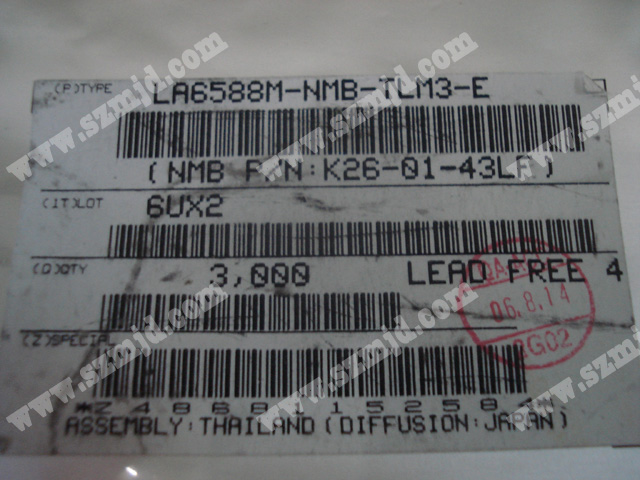 (P)TYPE LA6588M-NMB-TLM3-E
(NMB P/N:K26-01-43LF)
(1T)LOT 6UX2
(Q)QTY 3,000 LEAD FREE 4
06.8.14
2G02
(Z)SPECIAL
ASSEMBLY:THAILAND(DIFFUSION:JAPAN)
www.szmjd.com